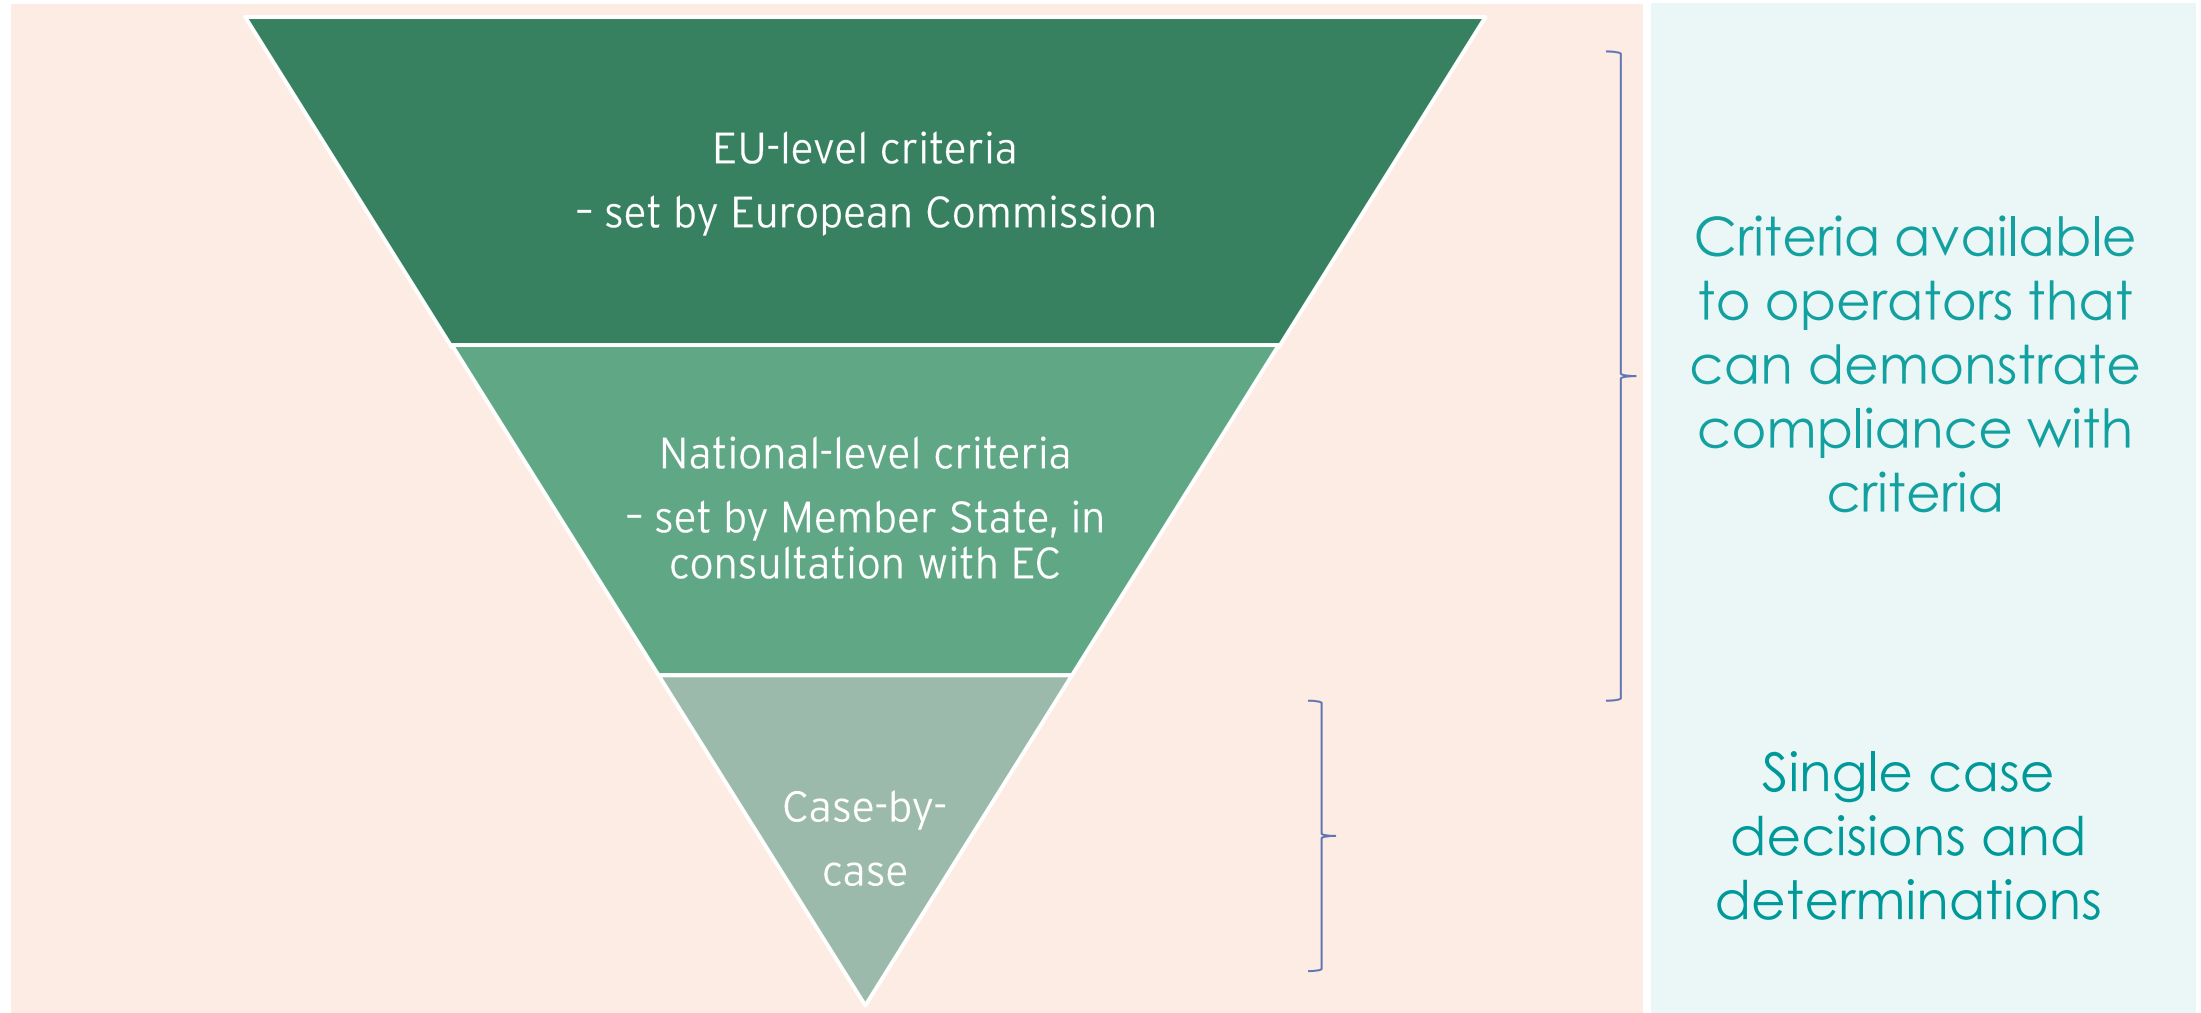 EU-level criteria
– set by European Commission
National-level criteria
– set by Member State, in
consultation with EC
Case-by-
case
Criteria available
to operators that
can demonstrate
compliance with
criteria
Single case
decisions and
determinations